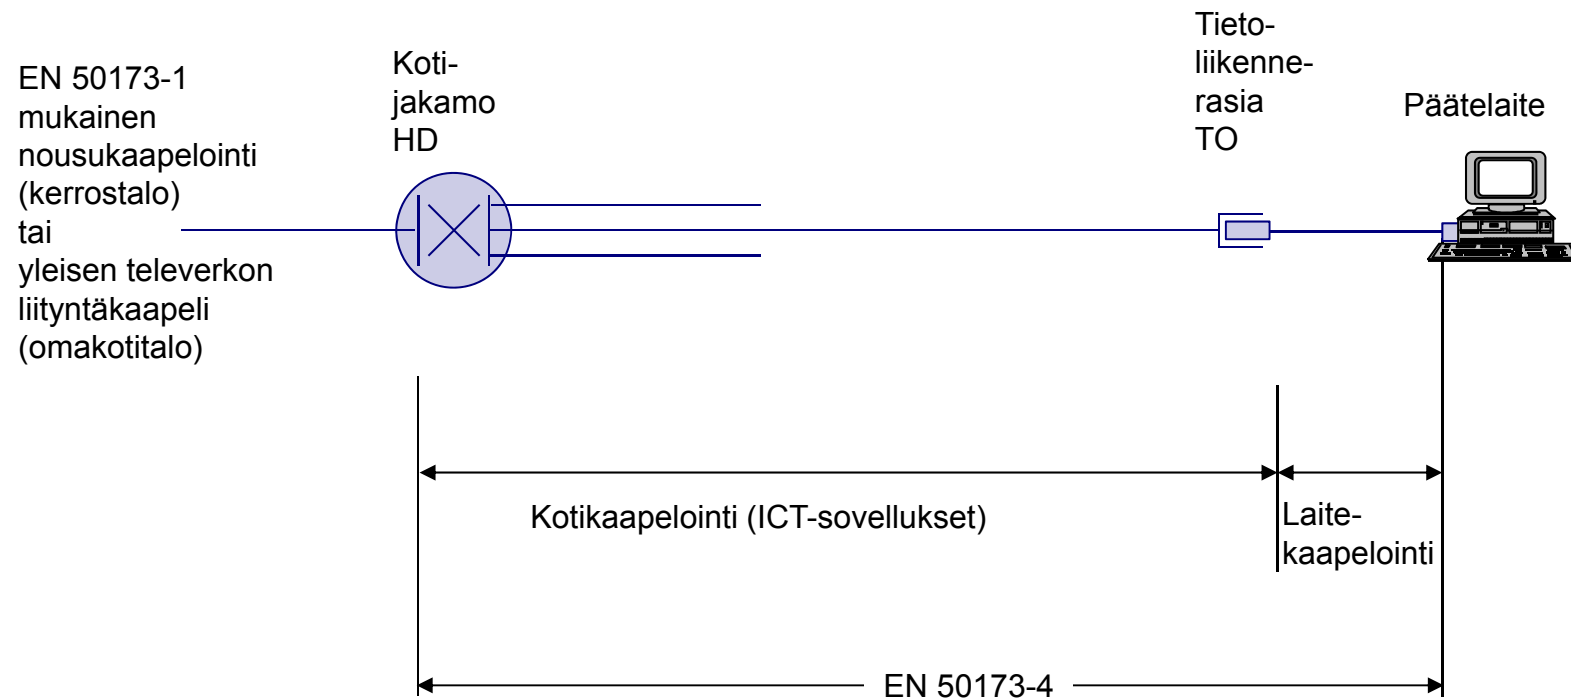 EN 50173-1
mukainen
nousukaapelointi
(kerrostalo)
tai
yleisen televerkon
liityntäkaapeli
(omakotitalo)
Koti-
jakamo
HD
Tieto-
liikenne-
rasia
TO
Päätelaite
Kotikaapelointi (ICT-sovellukset)
Laite-
kaapelointi
EN 50173-4